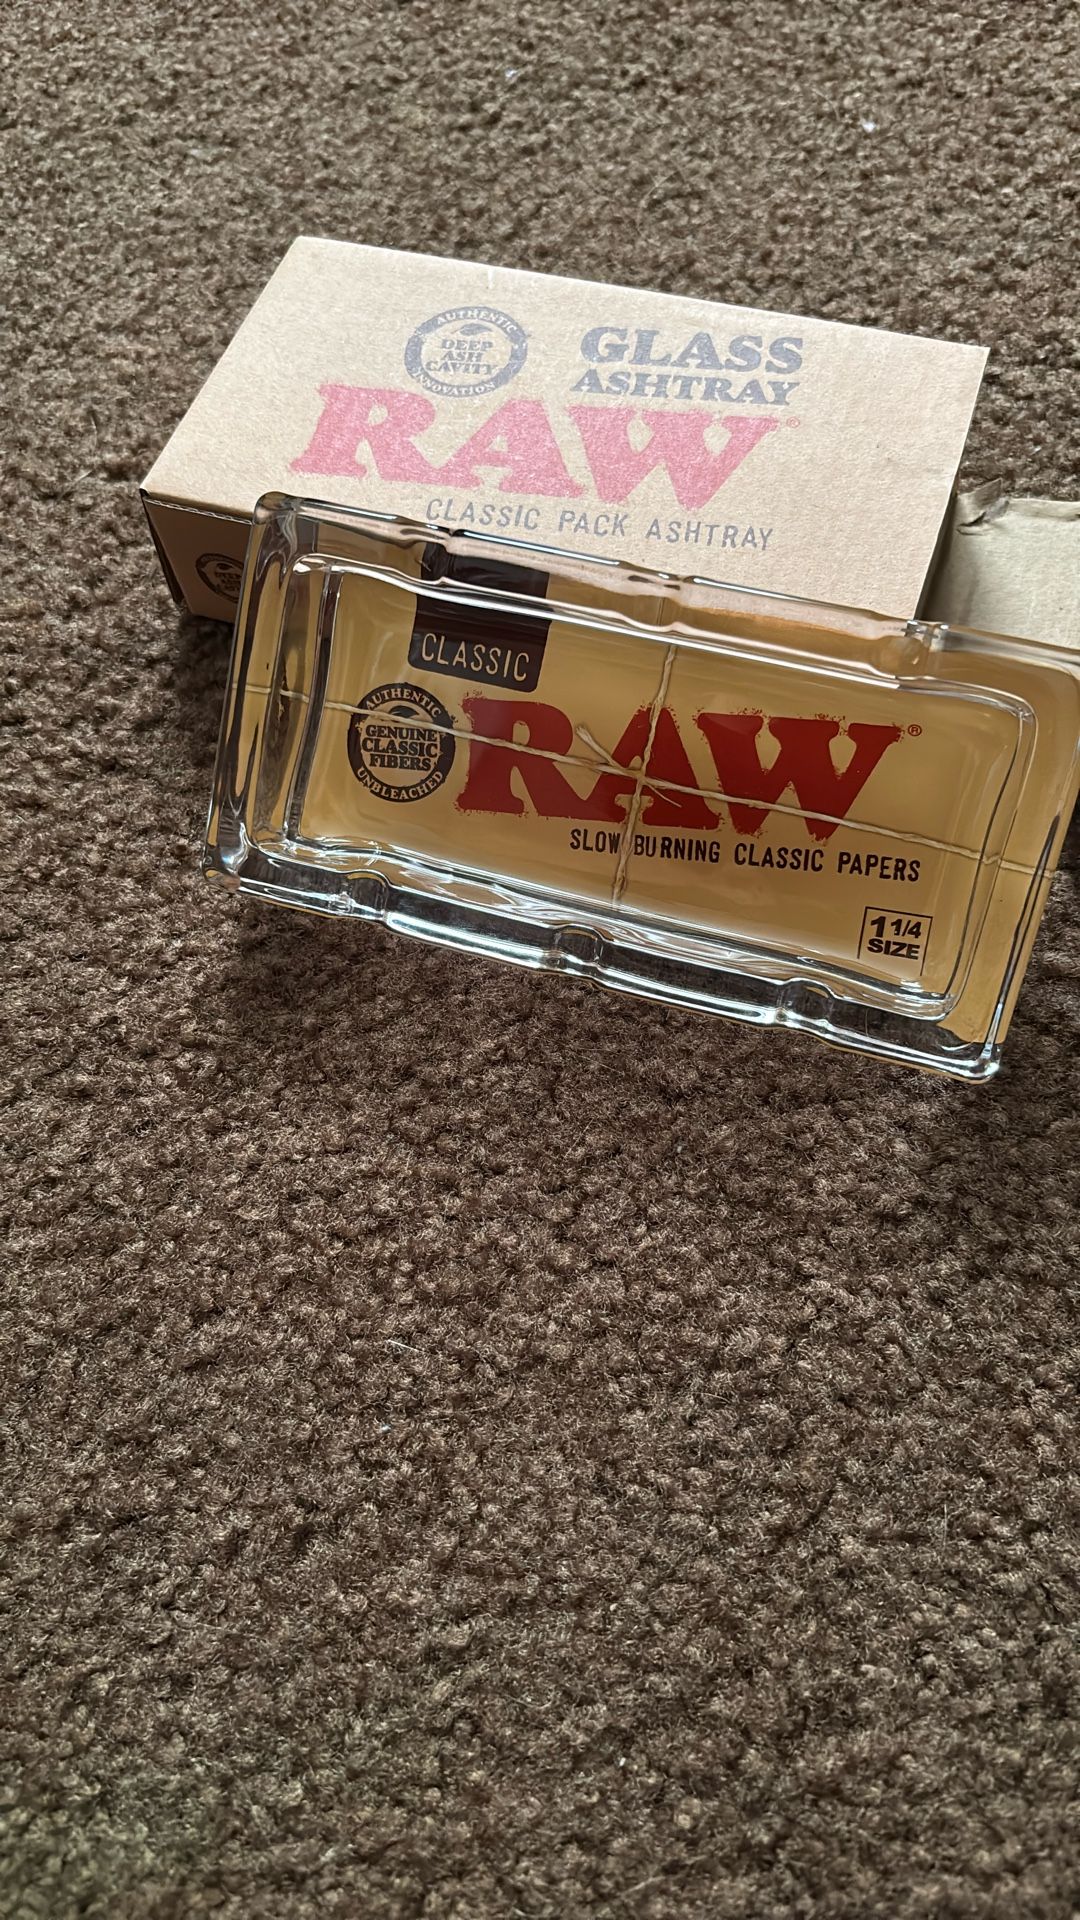 AUTHENTIC
DEEP
ASH
CAVITY
INNOVATION
GLASS
ASHTRAY
RAW®
CLASSIC PACK ASHTRAY
CLASSIC
AUTHENTIC
GENUINE
CLASSIC
FIBERS
UNBLEACHED
RAW®
SLOW BURNING CLASSIC PAPERS
1 1/4
SIZE